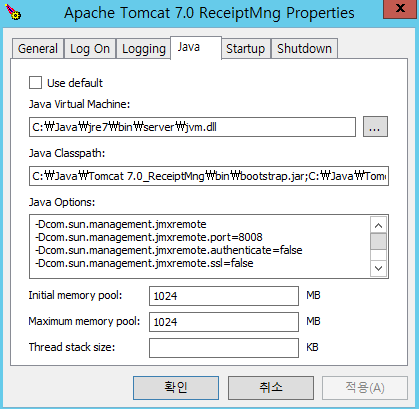 Apache Tomcat 7.0 ReceiptMng Properties
x
General Log On Logging Java Startup Shutdown
Use default
Java Virtual Machine:
C:₩Java₩jre7₩bin₩server₩jvm.dll
...
Java Classpath:
C:₩Java₩Tomcat 7.0_ReceiptMng₩bin₩bootstrap.jar;C:₩Java₩Tome
Java Options:
-Dcom.sun.management.jmxremote
-Dcom.sun.management.jmxremote.port=8008
-Dcom.sun.management.jmxremote.authenticate=false
-Dcom.sun.management.jmxremote.ssl=false
Initial memory pool: 1024 MB
Maximum memory pool: 1024 MB
Thread stack size: KB
확인 취소 적용(A)